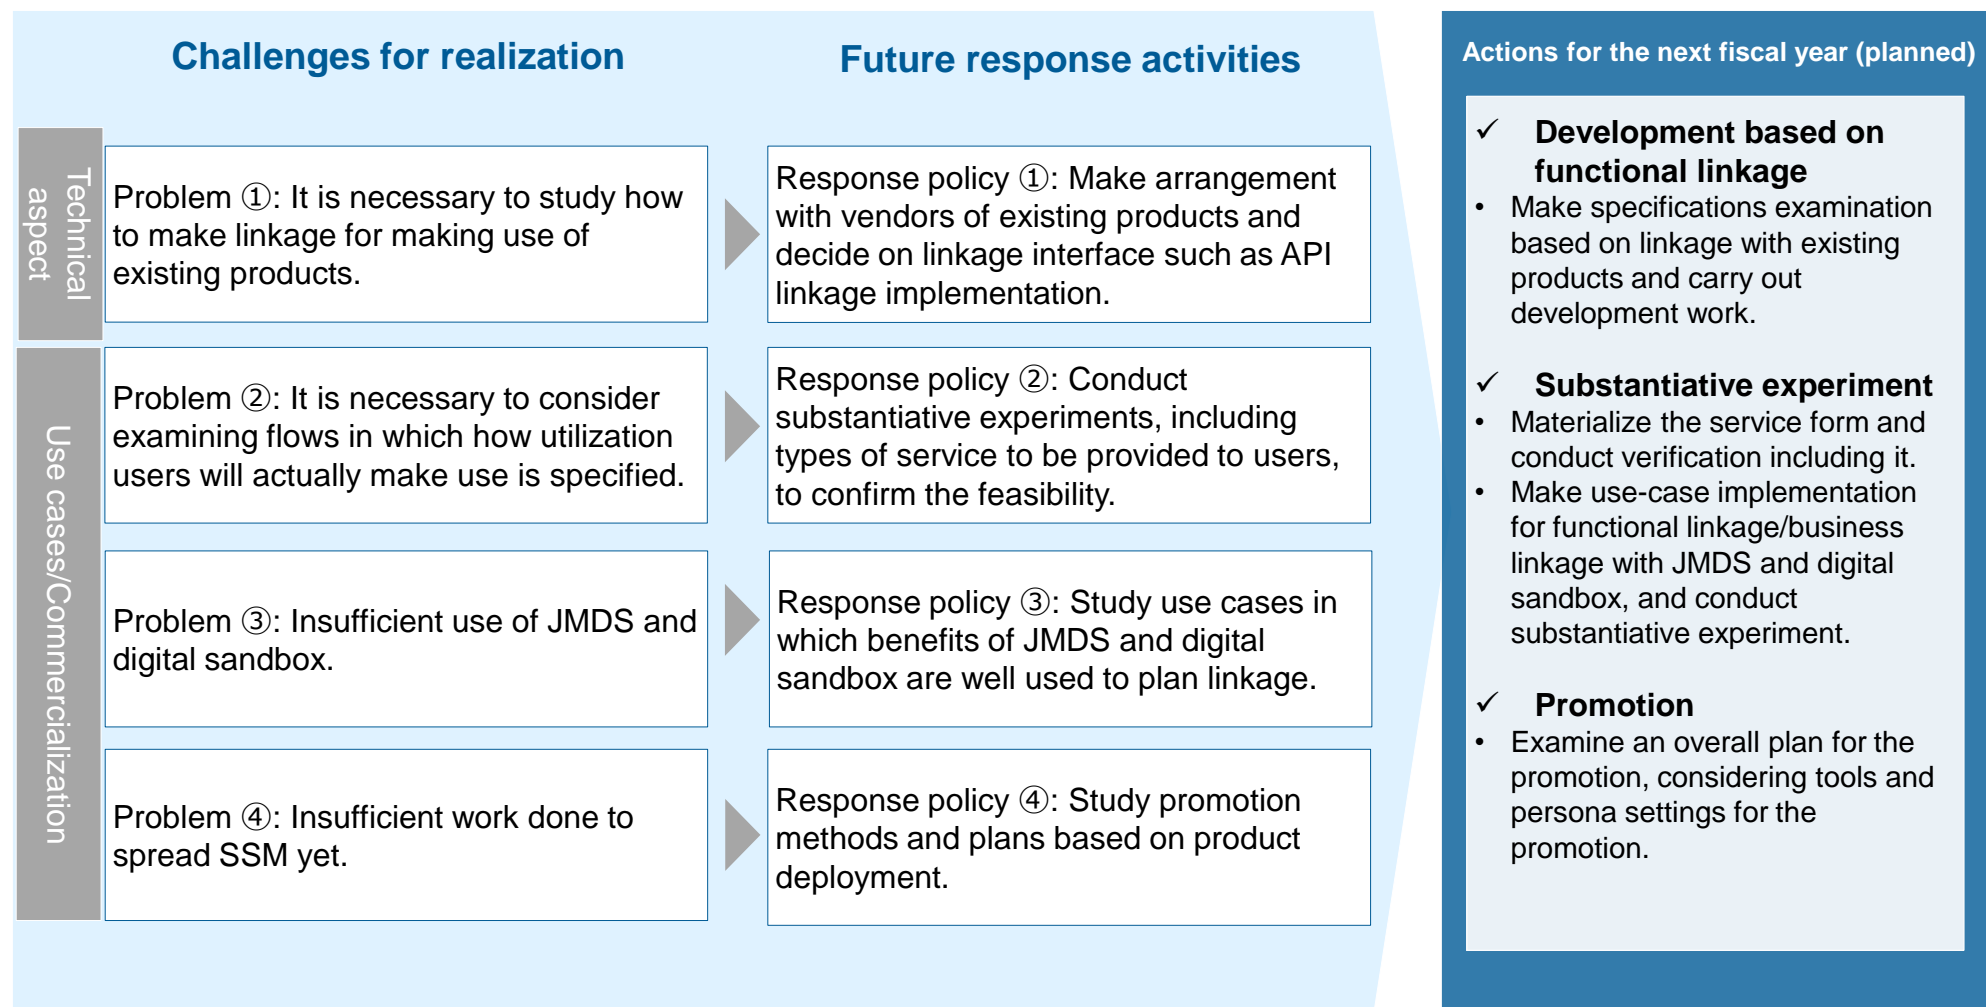 Challenges for realization
Future response activities
Technical
aspect
Problem ①: It is necessary to study how
to make linkage for making use of
existing products.
Response policy ①: Make arrangement
with vendors of existing products and
decide on linkage interface such as API
linkage implementation.
Use cases/Commercialization
Problem ②: It is necessary to consider
examining flows in which how utilization
users will actually make use is specified.
Response policy ②: Conduct
substantiative experiments, including
types of service to be provided to users,
to confirm the feasibility.
Problem ③: Insufficient use of JMDS and
digital sandbox.
Response policy ③: Study use cases in
which benefits of JMDS and digital
sandbox are well used to plan linkage.
Problem ④: Insufficient work done to
spread SSM yet.
Response policy ④: Study promotion
methods and plans based on product
deployment.
Actions for the next fiscal year (planned)
✓ Development based on
functional linkage
• Make specifications examination
based on linkage with existing
products and carry out
development work.
✓ Substantiative experiment
• Materialize the service form and
conduct verification including it.
• Make use-case implementation
for functional linkage/business
linkage with JMDS and digital
sandbox, and conduct
substantiative experiment.
✓ Promotion
• Examine an overall plan for the
promotion, considering tools and
persona settings for the
promotion.